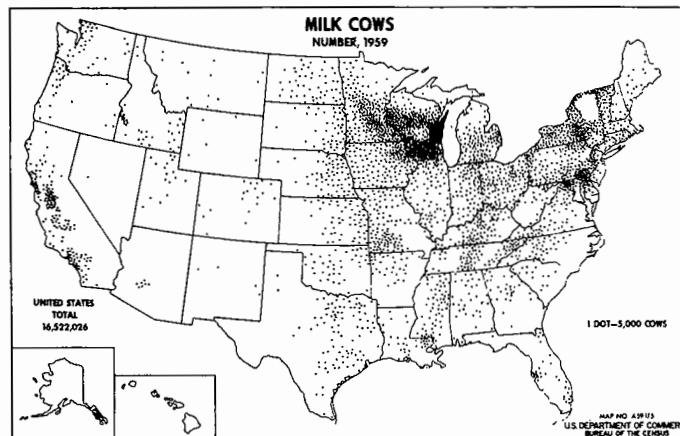 MILK COWS
NUMBER, 1959
UNITED STATES
TOTAL
16,522,026
1 DOT—5,000 COWS
MAP NO. A59
U.S. DEPARTMENT OF COMMER
BUREAU OF THE CENSUS